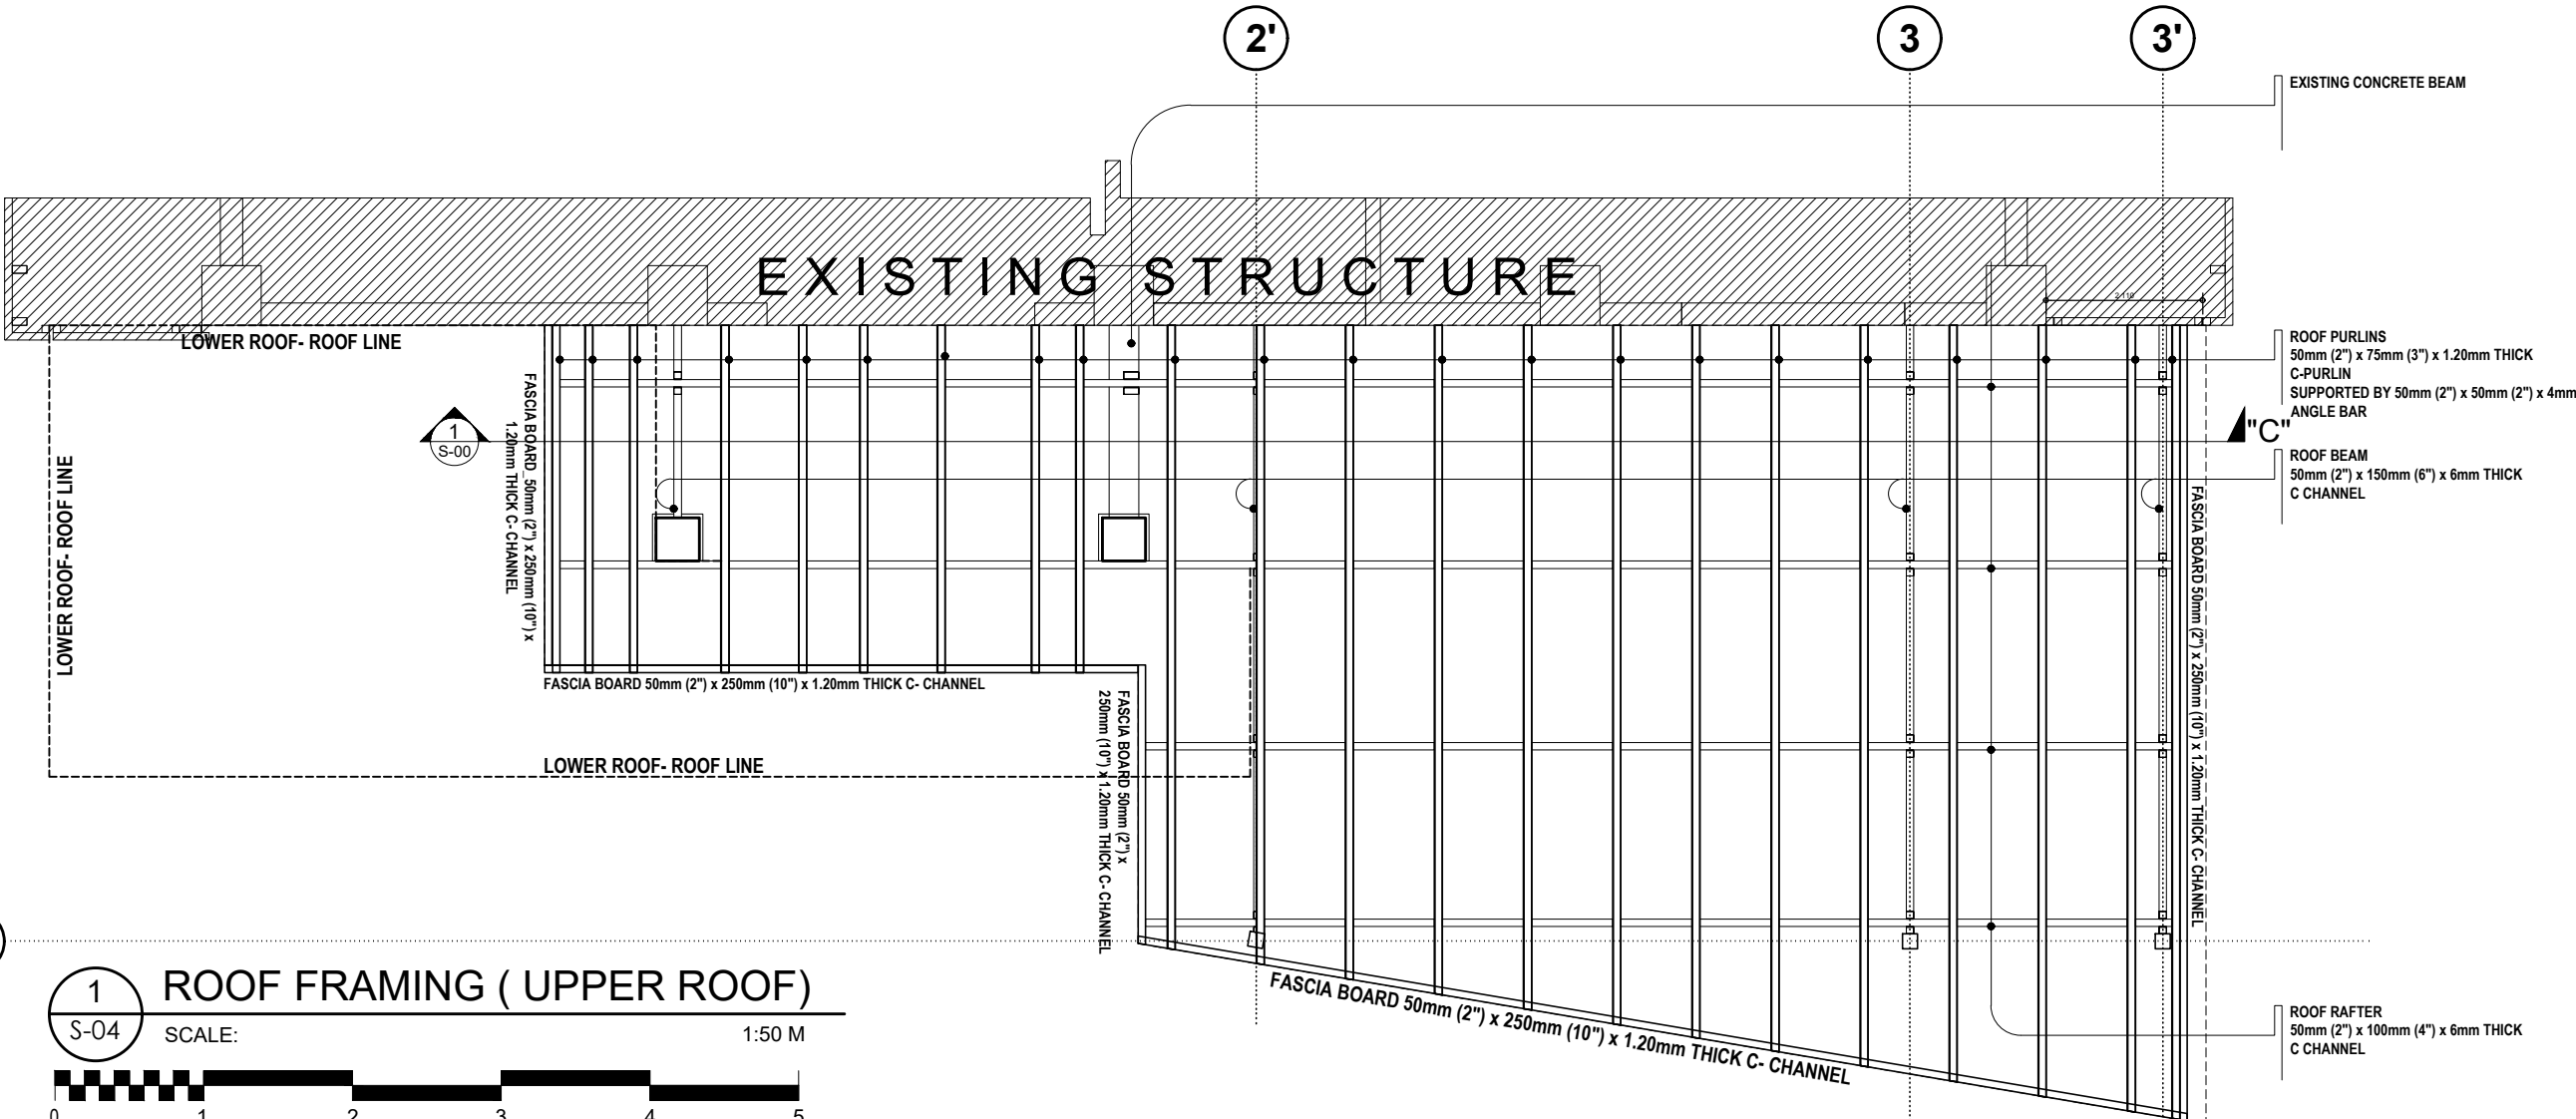 2'
3
3'
EXISTING CONCRETE BEAM
EXISTING STRUCTURE
2.110
LOWER ROOF- ROOF LINE
ROOF PURLINS
50mm (2") x 75mm (3") x 1.20mm THICK
C-PURLIN
SUPPORTED BY 50mm (2") x 50mm (2") x 4mm
ANGLE BAR
1
S-00
"C"
ROOF BEAM
50mm (2") x 150mm (6") x 6mm THICK
C CHANNEL
LOWER ROOF- ROOF LINE
FASCIA BOARD_50mm (2") x 250mm (10") x
1.20mm THICK C- CHANNEL
FASCIA BOARD 50mm (2") x 250mm (10") x 1.20mm THICK C- CHANNEL
FASCIA BOARD 50mm (2") x 250mm (10") x 1.20mm THICK C- CHANNEL
FASCIA BOARD 50mm (2") x
250mm (10") x 1.20mm THICK C- CHANNEL
LOWER ROOF- ROOF LINE
FASCIA BOARD 50mm (2") x 250mm (10") x 1.20mm THICK C- CHANNEL
1
S-04
ROOF FRAMING ( UPPER ROOF)
SCALE: 1:50 M
0 1 2 3 4 5
ROOF RAFTER
50mm (2") x 100mm (4") x 6mm THICK
C CHANNEL